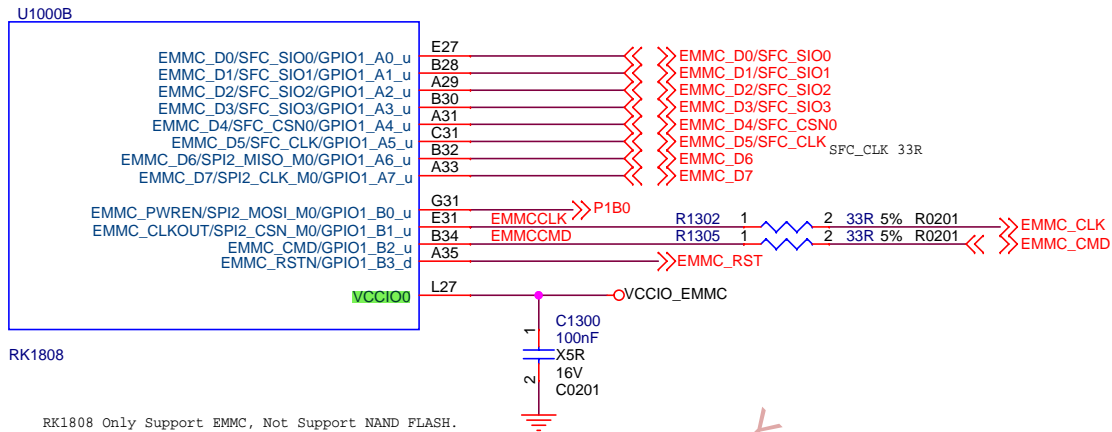 U1000B
EMMC_D0/SFC_SIO0/GPIO1_A0_u E27 EMMC_D0/SFC_SIO0
EMMC_D1/SFC_SIO1/GPIO1_A1_u B28 EMMC_D1/SFC_SIO1
EMMC_D2/SFC_SIO2/GPIO1_A2_u A29 EMMC_D2/SFC_SIO2
EMMC_D3/SFC_SIO3/GPIO1_A3_u B30 EMMC_D3/SFC_SIO3
EMMC_D4/SFC_CSN0/GPIO1_A4_u A31 EMMC_D4/SFC_CSN0
EMMC_D5/SFC_CLK/GPIO1_A5_u C31 EMMC_D5/SFC_CLK SFC_CLK 33R
EMMC_D6/SPI2_MISO_M0/GPIO1_A6_u B32 EMMC_D6
EMMC_D7/SPI2_CLK_M0/GPIO1_A7_u A33 EMMC_D7
EMMC_PWREN/SPI2_MOSI_M0/GPIO1_B0_u G31 P1B0
EMMC_CLKOUT/SPI2_CSN_M0/GPIO1_B1_u E31 EMMCCLK R1302 1 2 33R 5% R0201 EMMC_CLK
EMMC_CMD/GPIO1_B2_u B34 EMMCCMD R1305 1 2 33R 5% R0201 EMMC_CMD
EMMC_RSTN/GPIO1_B3_d A35 EMMC_RST
VCCIO0 L27 VCCIO_EMMC
RK1808
1 C1300
100nF
X5R
2 16V
C0201
RK1808 Only Support EMMC, Not Support NAND FLASH.